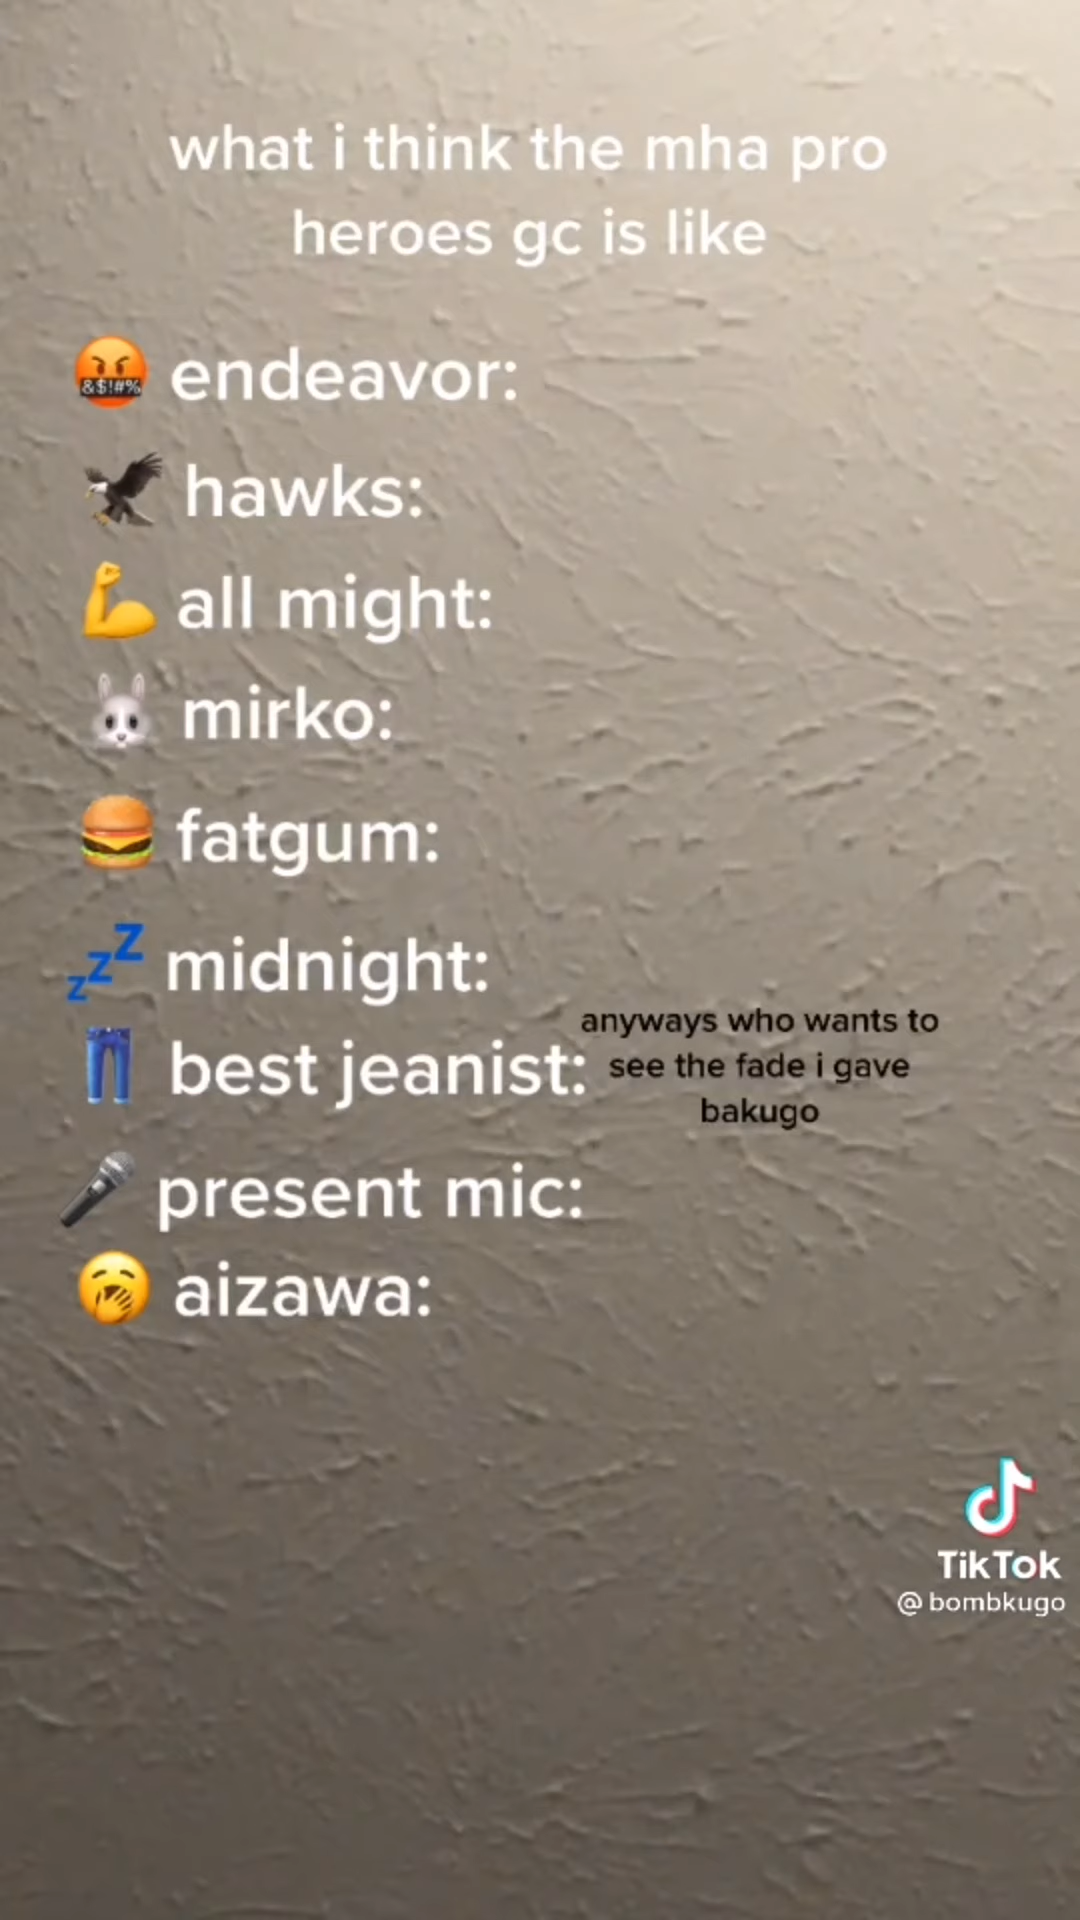 what i think the mha pro
heroes gc is like
🤬 endeavor:
🦅 hawks:
💪 all might:
🐰 mirko:
🍔 fatgum:
💤 midnight:
👖 best jeanist:
anyways who wants to
see the fade i gave
bakugo
🎤 present mic:
🥱 aizawa:
TikTok
@bombkugo